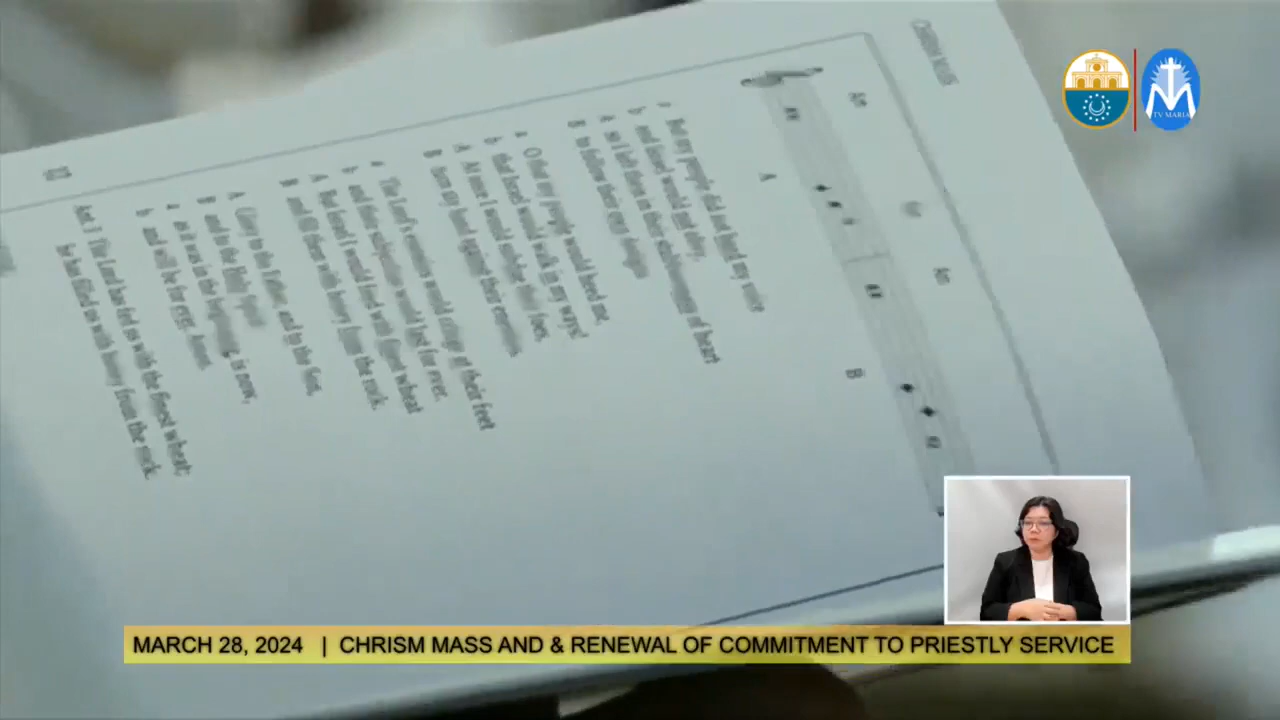 Chrism Mass
Am
Am
A
B
a But my people did not heed my voice
b and Israel would not obey,
a so I left them in their stubbornness of heart
B to follow their own designs
a O that my people would heed me,
b that Israel would walk in my ways!
A At once I would subdue their foes,
B turn my hand against their enemies.
a The Lord's enemies would cringe at their feet
b and their subjection would last for ever.
A But Israel I would feed with finest wheat
B and fill them with honey from the rock.
A Glory to the Father and to the Son,
B and to the Holy Spirit:
a as it was in the beginning, is now,
b and will be for ever. Amen.
Ant. 3 The Lord has fed us with the finest wheat;
he has filled us with honey from the rock.
TV MARIA
MARCH 28, 2024 | CHRISM MASS AND & RENEWAL OF COMMITMENT TO PRIESTLY SERVICE